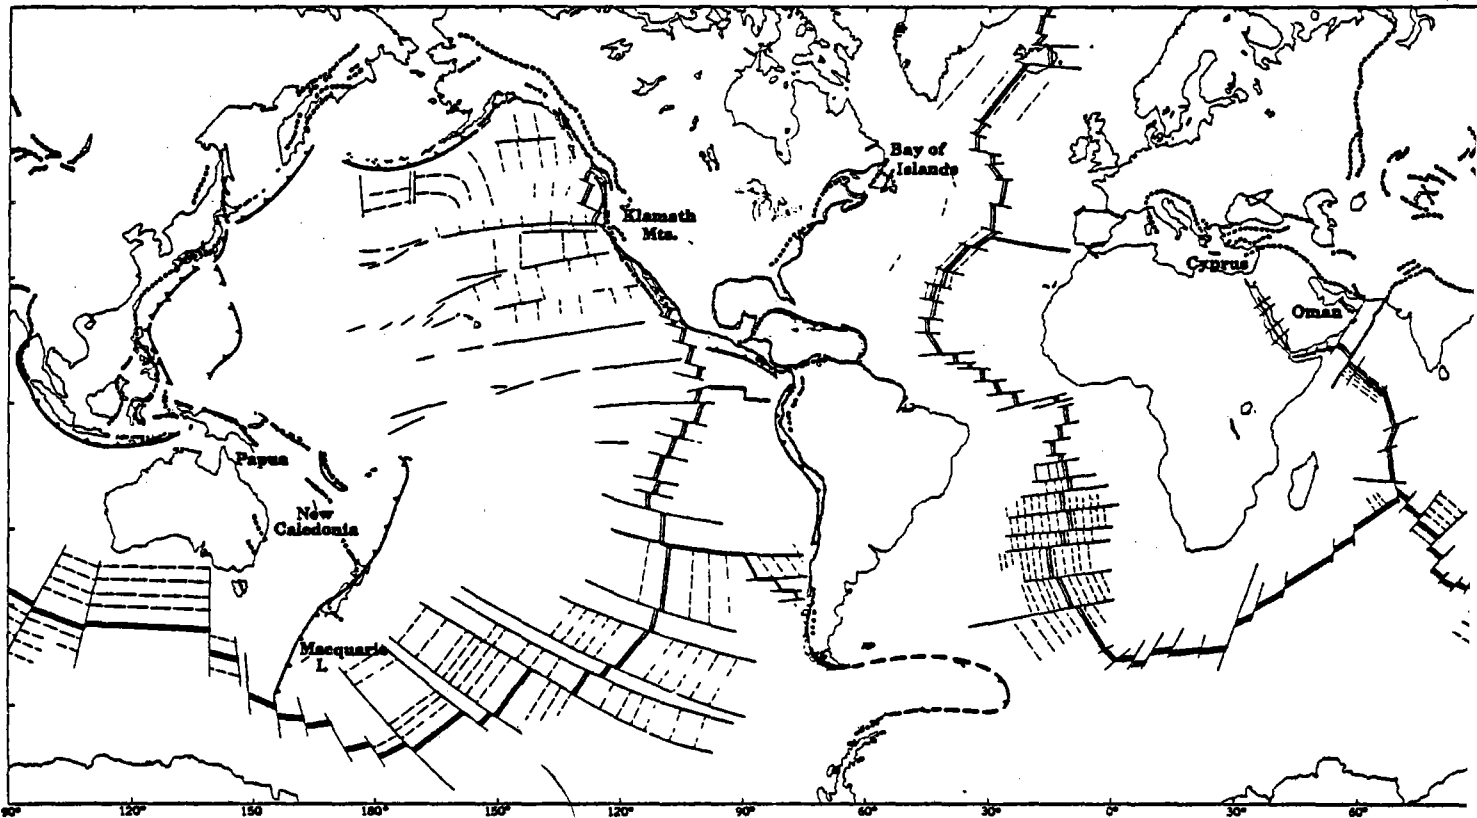 Bay of
Islands
Klamath
Mts.
Cyprus
Oman
Papua
New
Caledonia
Macquarie
I.
90° 120° 150° 180° 150° 120° 90° 60° 30° 0° 30° 60°